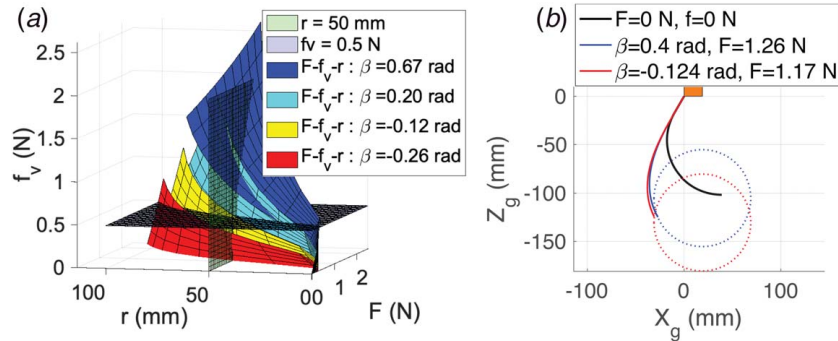 (a)
r = 50 mm
fv = 0.5 N
F-fᵥ-r : β=0.67 rad
F-fᵥ-r : β=0.20 rad
F-fᵥ-r : β=-0.12 rad
F-fᵥ-r : β=-0.26 rad
2.5
2
1.5
1
0.5
0
fᵥ (N)
100
50
00
1
2
r (mm)
F (N)
(b)
F=0 N, f=0 N
β=0.4 rad, F=1.26 N
β=-0.124 rad, F=1.17 N
0
-50
-100
-150
Z_g (mm)
-100
0
100
X_g (mm)